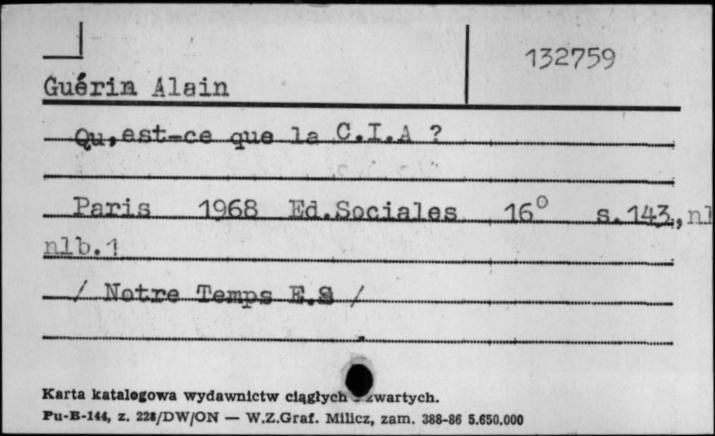 132759
Guérin Alain
Qu,est-ce que la C.I.A ?
Paris 1968 Ed.Sociales 16° s.143,, nl
nlb.1
/ Notre Temps E.S /
Karta katalogowa wydawnictw ciągłych zwartych.
Pu-B-144, z. 228/DW/ON — W.Z.Graf. Milicz, zam. 388-86 5.650.000